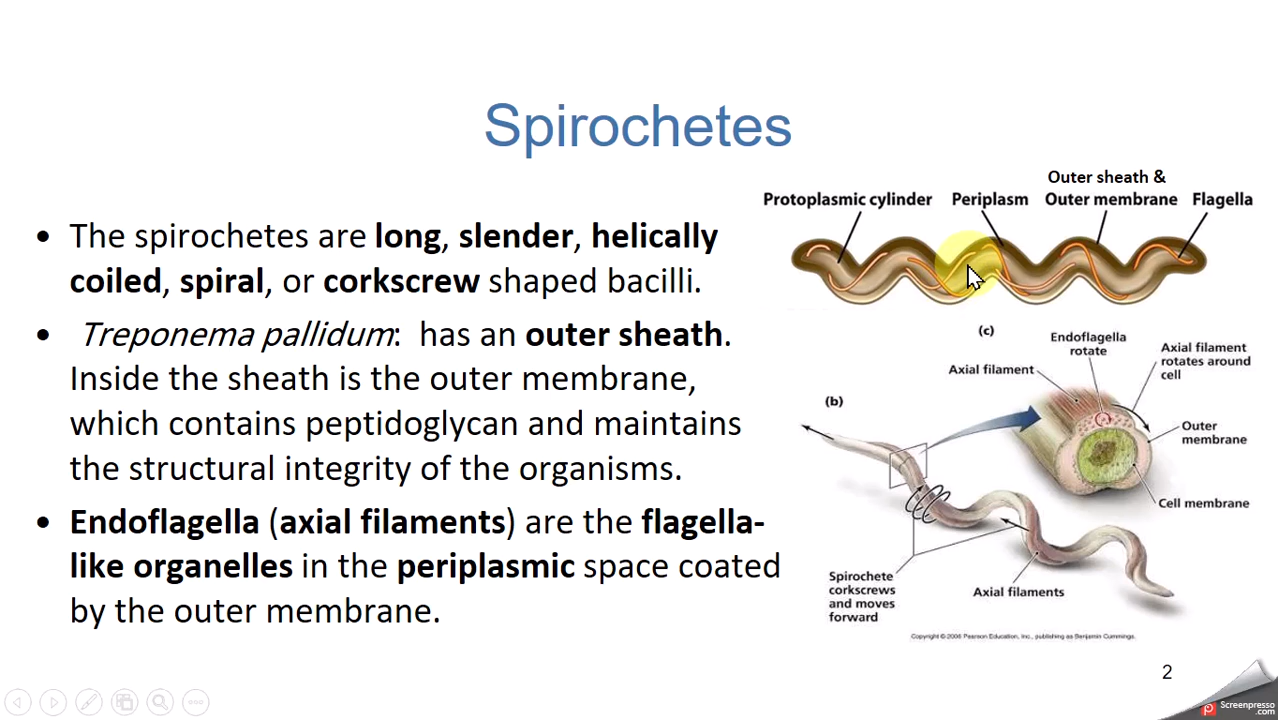 Spirochetes
• The spirochetes are long, slender, helically
coiled, spiral, or corkscrew shaped bacilli.
• Treponema pallidum: has an outer sheath.
Inside the sheath is the outer membrane,
which contains peptidoglycan and maintains
the structural integrity of the organisms.
• Endoflagella (axial filaments) are the flagella-
like organelles in the periplasmic space coated
by the outer membrane.
Outer sheath &
Protoplasmic cylinder Periplasm Outer membrane Flagella
(c)
Endoflagella
rotate
Axial filament
Axial filament
rotates around
cell
(b)
Outer
membrane
Cell membrane
Spirochete
corkscrews
and moves
forward
Axial filaments
Copyright © 2006 Pearson Education, Inc., publishing as Benjamin Cummings.
2
Screenpresso
.com